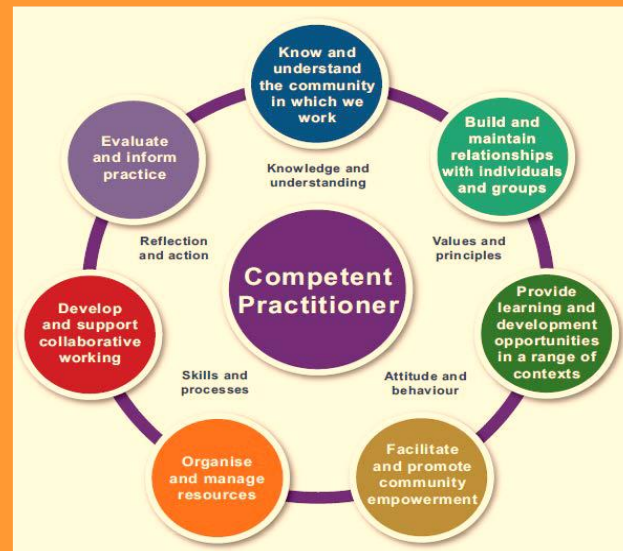 Know and
understand
the community
in which we
work
Build and
maintain
relationships
with individuals
and groups
Provide
learning and
development
opportunities
in a range of
contexts
Facilitate
and promote
community
empowerment
Organise
and manage
resources
Develop
and support
collaborative
working
Evaluate
and inform
practice
Knowledge and
understanding
Values and
principles
Attitude and
behaviour
Skills and
processes
Reflection
and action
Competent
Practitioner